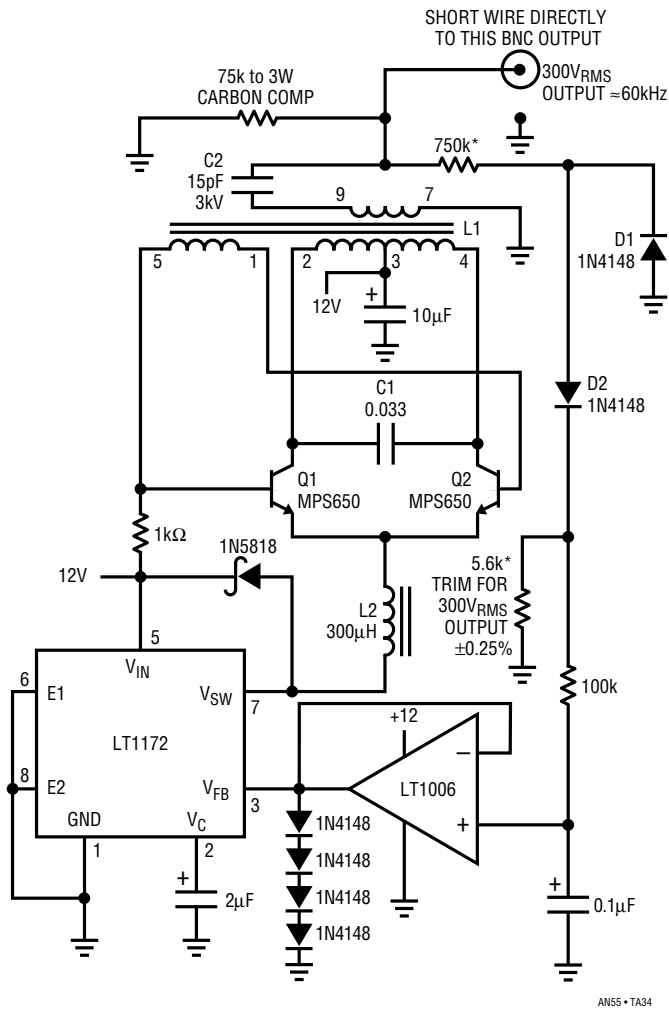 SHORT WIRE DIRECTLY
TO THIS BNC OUTPUT
75k to 3W
CARBON COMP
300VRMS
OUTPUT ≈60kHz
750k*
C2
15pF
3kV
9
7
L1
D1
1N4148
5
1
2
3
4
12V
+
10µF
C1
0.033
D2
1N4148
Q1
MPS650
Q2
MPS650
1kΩ
1N5818
12V
5.6k*
TRIM FOR
300VRMS
OUTPUT
±0.25%
L2
300µH
5
VIN
6
E1
VSW
7
100k
LT1172
+12
–
8
E2
VFB
3
LT1006
+
GND
VC
1
2
1N4148
1N4148
1N4148
1N4148
+
2µF
+
0.1µF
AN55 • TA34